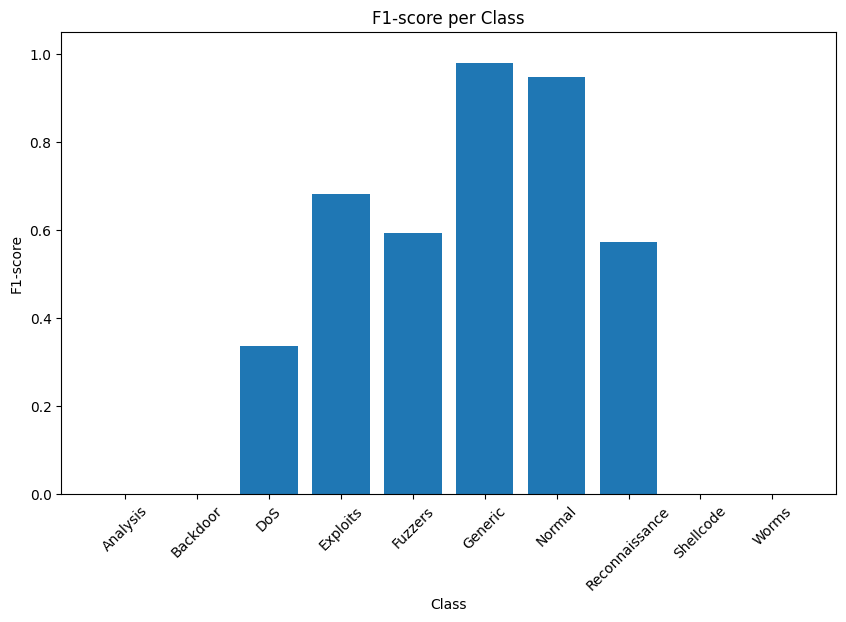 F1-score per Class
F1-score
1.0
0.8
0.6
0.4
0.2
0.0
Analysis
Backdoor
DoS
Exploits
Fuzzers
Generic
Normal
Reconnaissance
Shellcode
Worms
Class